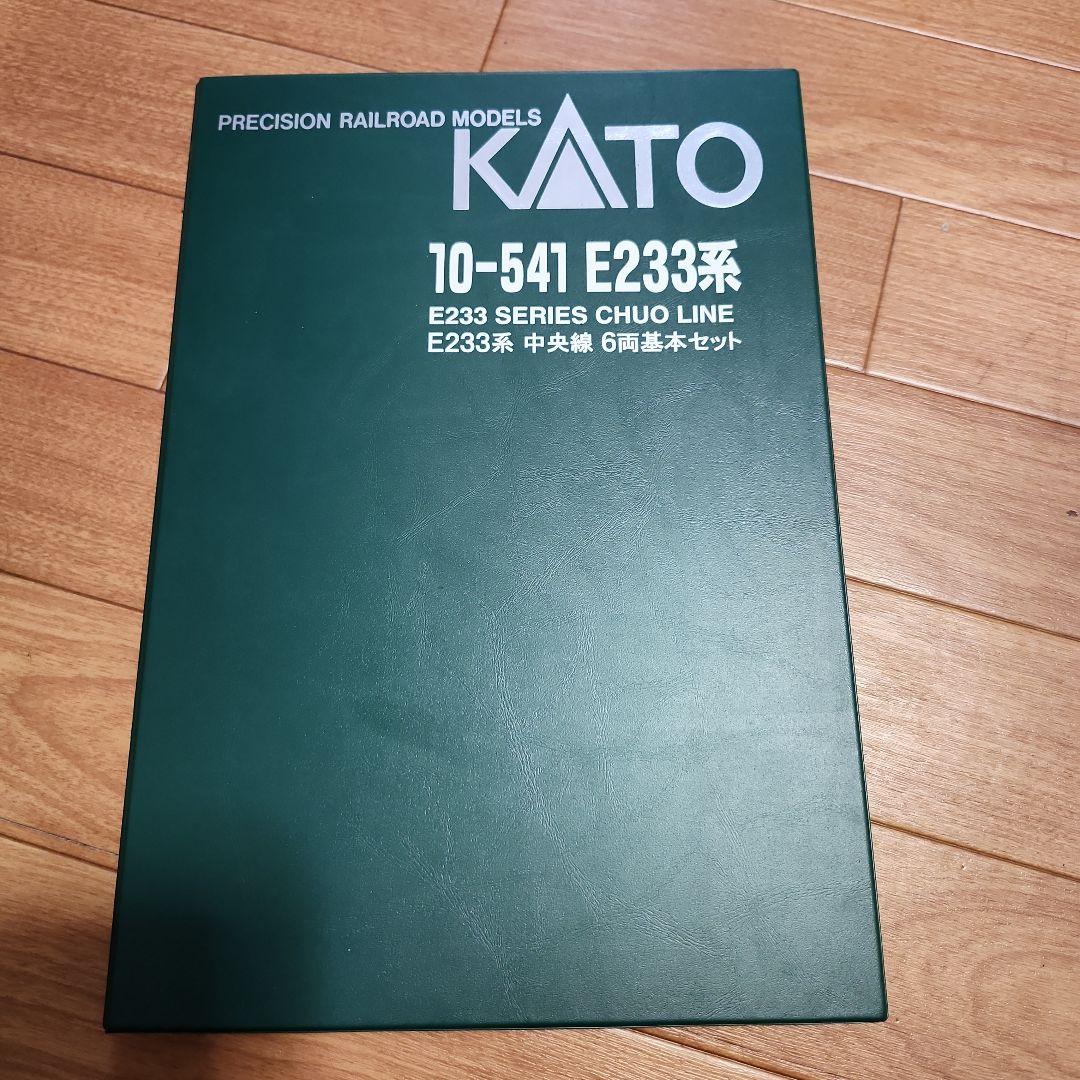 PRECISION RAILROAD MODELS
KATO
10-541 E233系
E233 SERIES CHUO LINE
E233系 中央線 6両基本セット